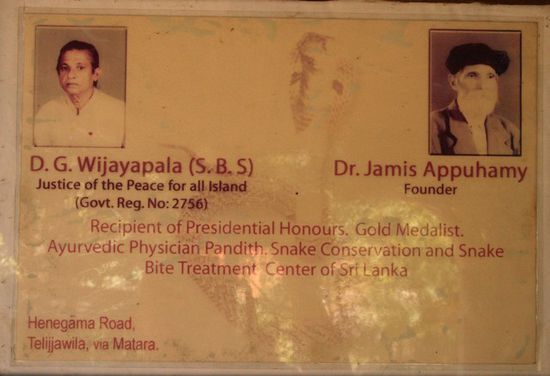 D. G. Wijayapala (S. B. S)
Justice of the Peace for all Island
(Govt. Reg. No: 2756)
Dr. Jamis Appuhamy
Founder
Recipient of Presidential Honours. Gold Medalist.
Ayurvedic Physician Pandith. Snake Conservation and Snake
Bite Treatment Center of Sri Lanka
Henegama Road,
Telijjawila, via Matara.